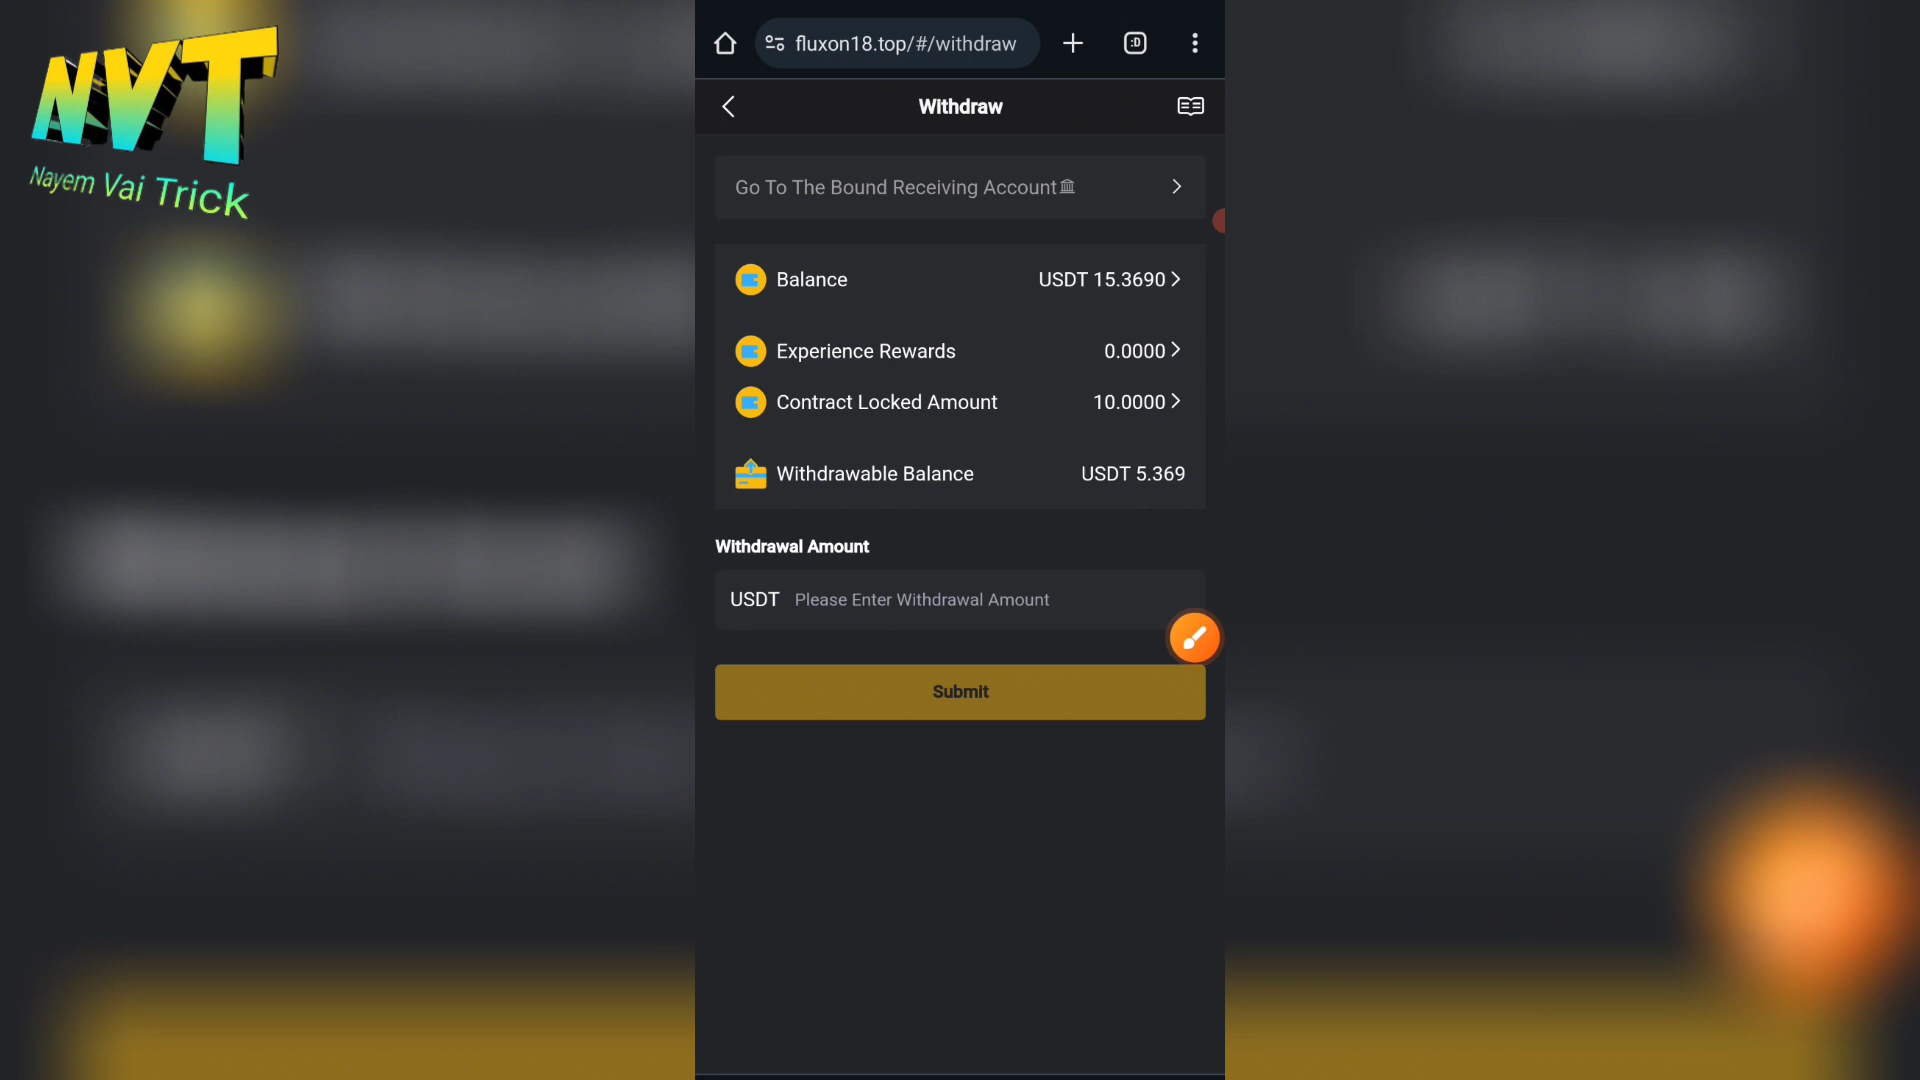 NVT
Nayem Vai Trick
fluxon18.top/#/withdraw
:D
Withdraw
Go To The Bound Receiving Account
Balance USDT 15.3690
Experience Rewards 0.0000
Contract Locked Amount 10.0000
Withdrawable Balance USDT 5.369
Withdrawal Amount
USDT Please Enter Withdrawal Amount
Submit